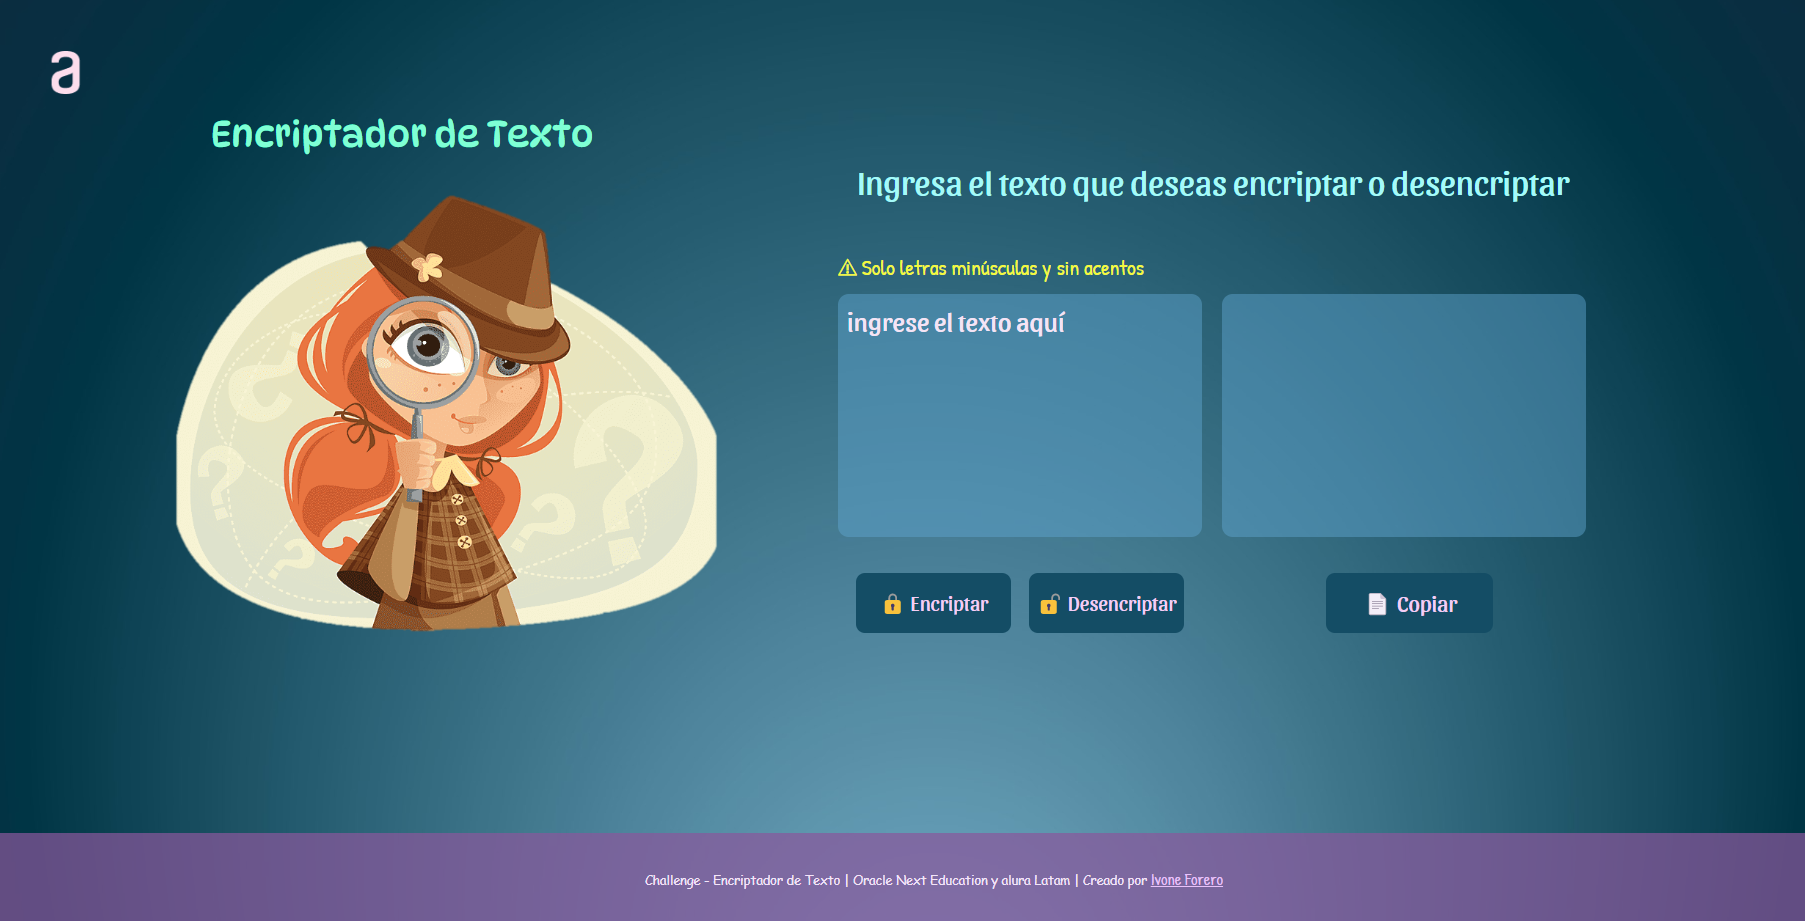 a
Encriptador de Texto
Ingresa el texto que deseas encriptar o desencriptar
⚠ Solo letras minúsculas y sin acentos
ingrese el texto aquí
Encriptar
Desencriptar
Copiar
Challenge - Encriptador de Texto | Oracle Next Education y alura Latam | Creado por Ivone Forero